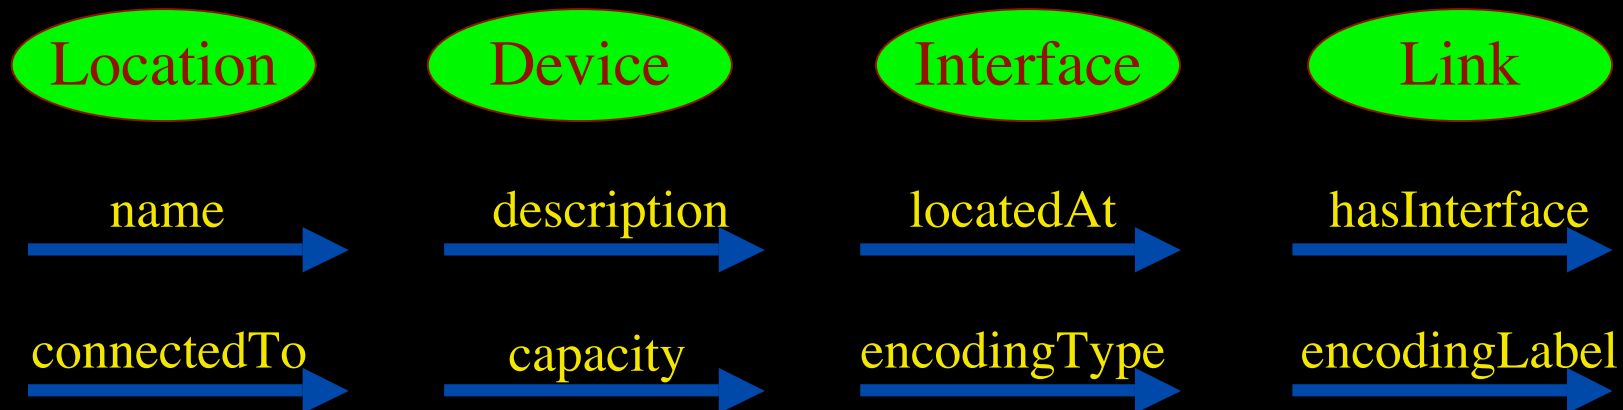 Location Device Interface Link
name description locatedAt hasInterface
connectedTo capacity encodingType encodingLabel